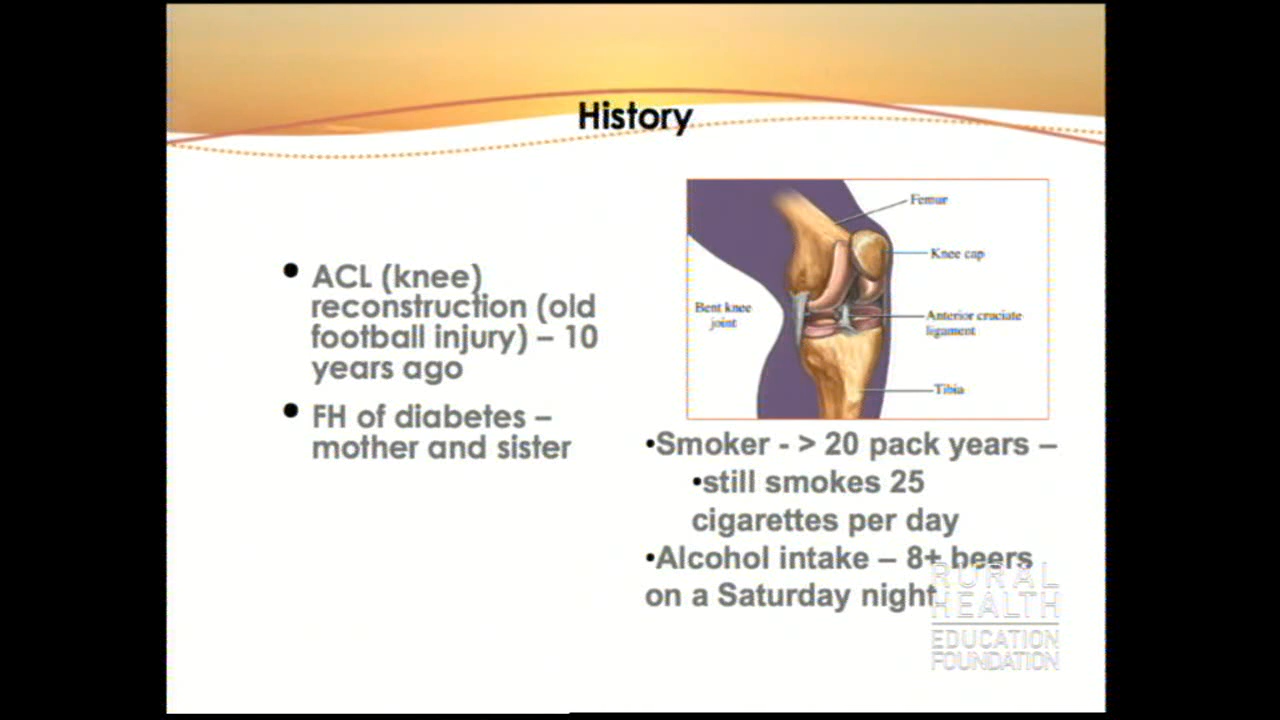 History
• ACL (knee)
reconstruction (old
football injury) – 10
years ago
• FH of diabetes –
mother and sister
Femur
Knee cap
Bent knee
joint
Anterior cruciate
ligament
Tibia
•Smoker - > 20 pack years –
•still smokes 25
cigarettes per day
•Alcohol intake – 8+ beers
on a Saturday night
RURAL
HEALTH
EDUCATION
FOUNDATION